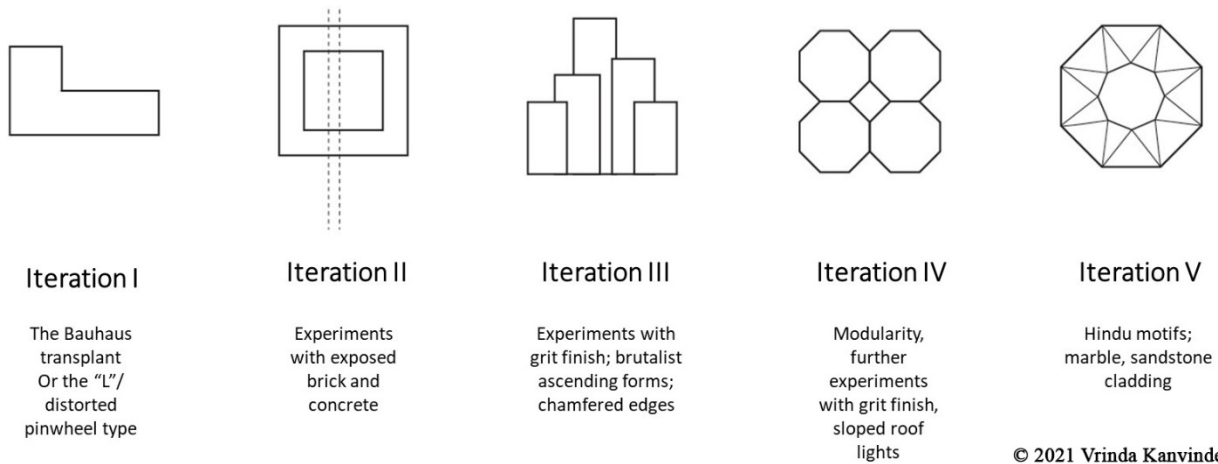 Iteration I
The Bauhaus
transplant
Or the “L”/
distorted
pinwheel type
Iteration II
Experiments
with exposed
brick and
concrete
Iteration III
Experiments with
grit finish; brutalist
ascending forms;
chamfered edges
Iteration IV
Modularity,
further
experiments
with grit finish,
sloped roof
lights
Iteration V
Hindu motifs;
marble, sandstone
cladding
© 2021 Vrinda Kanvinde